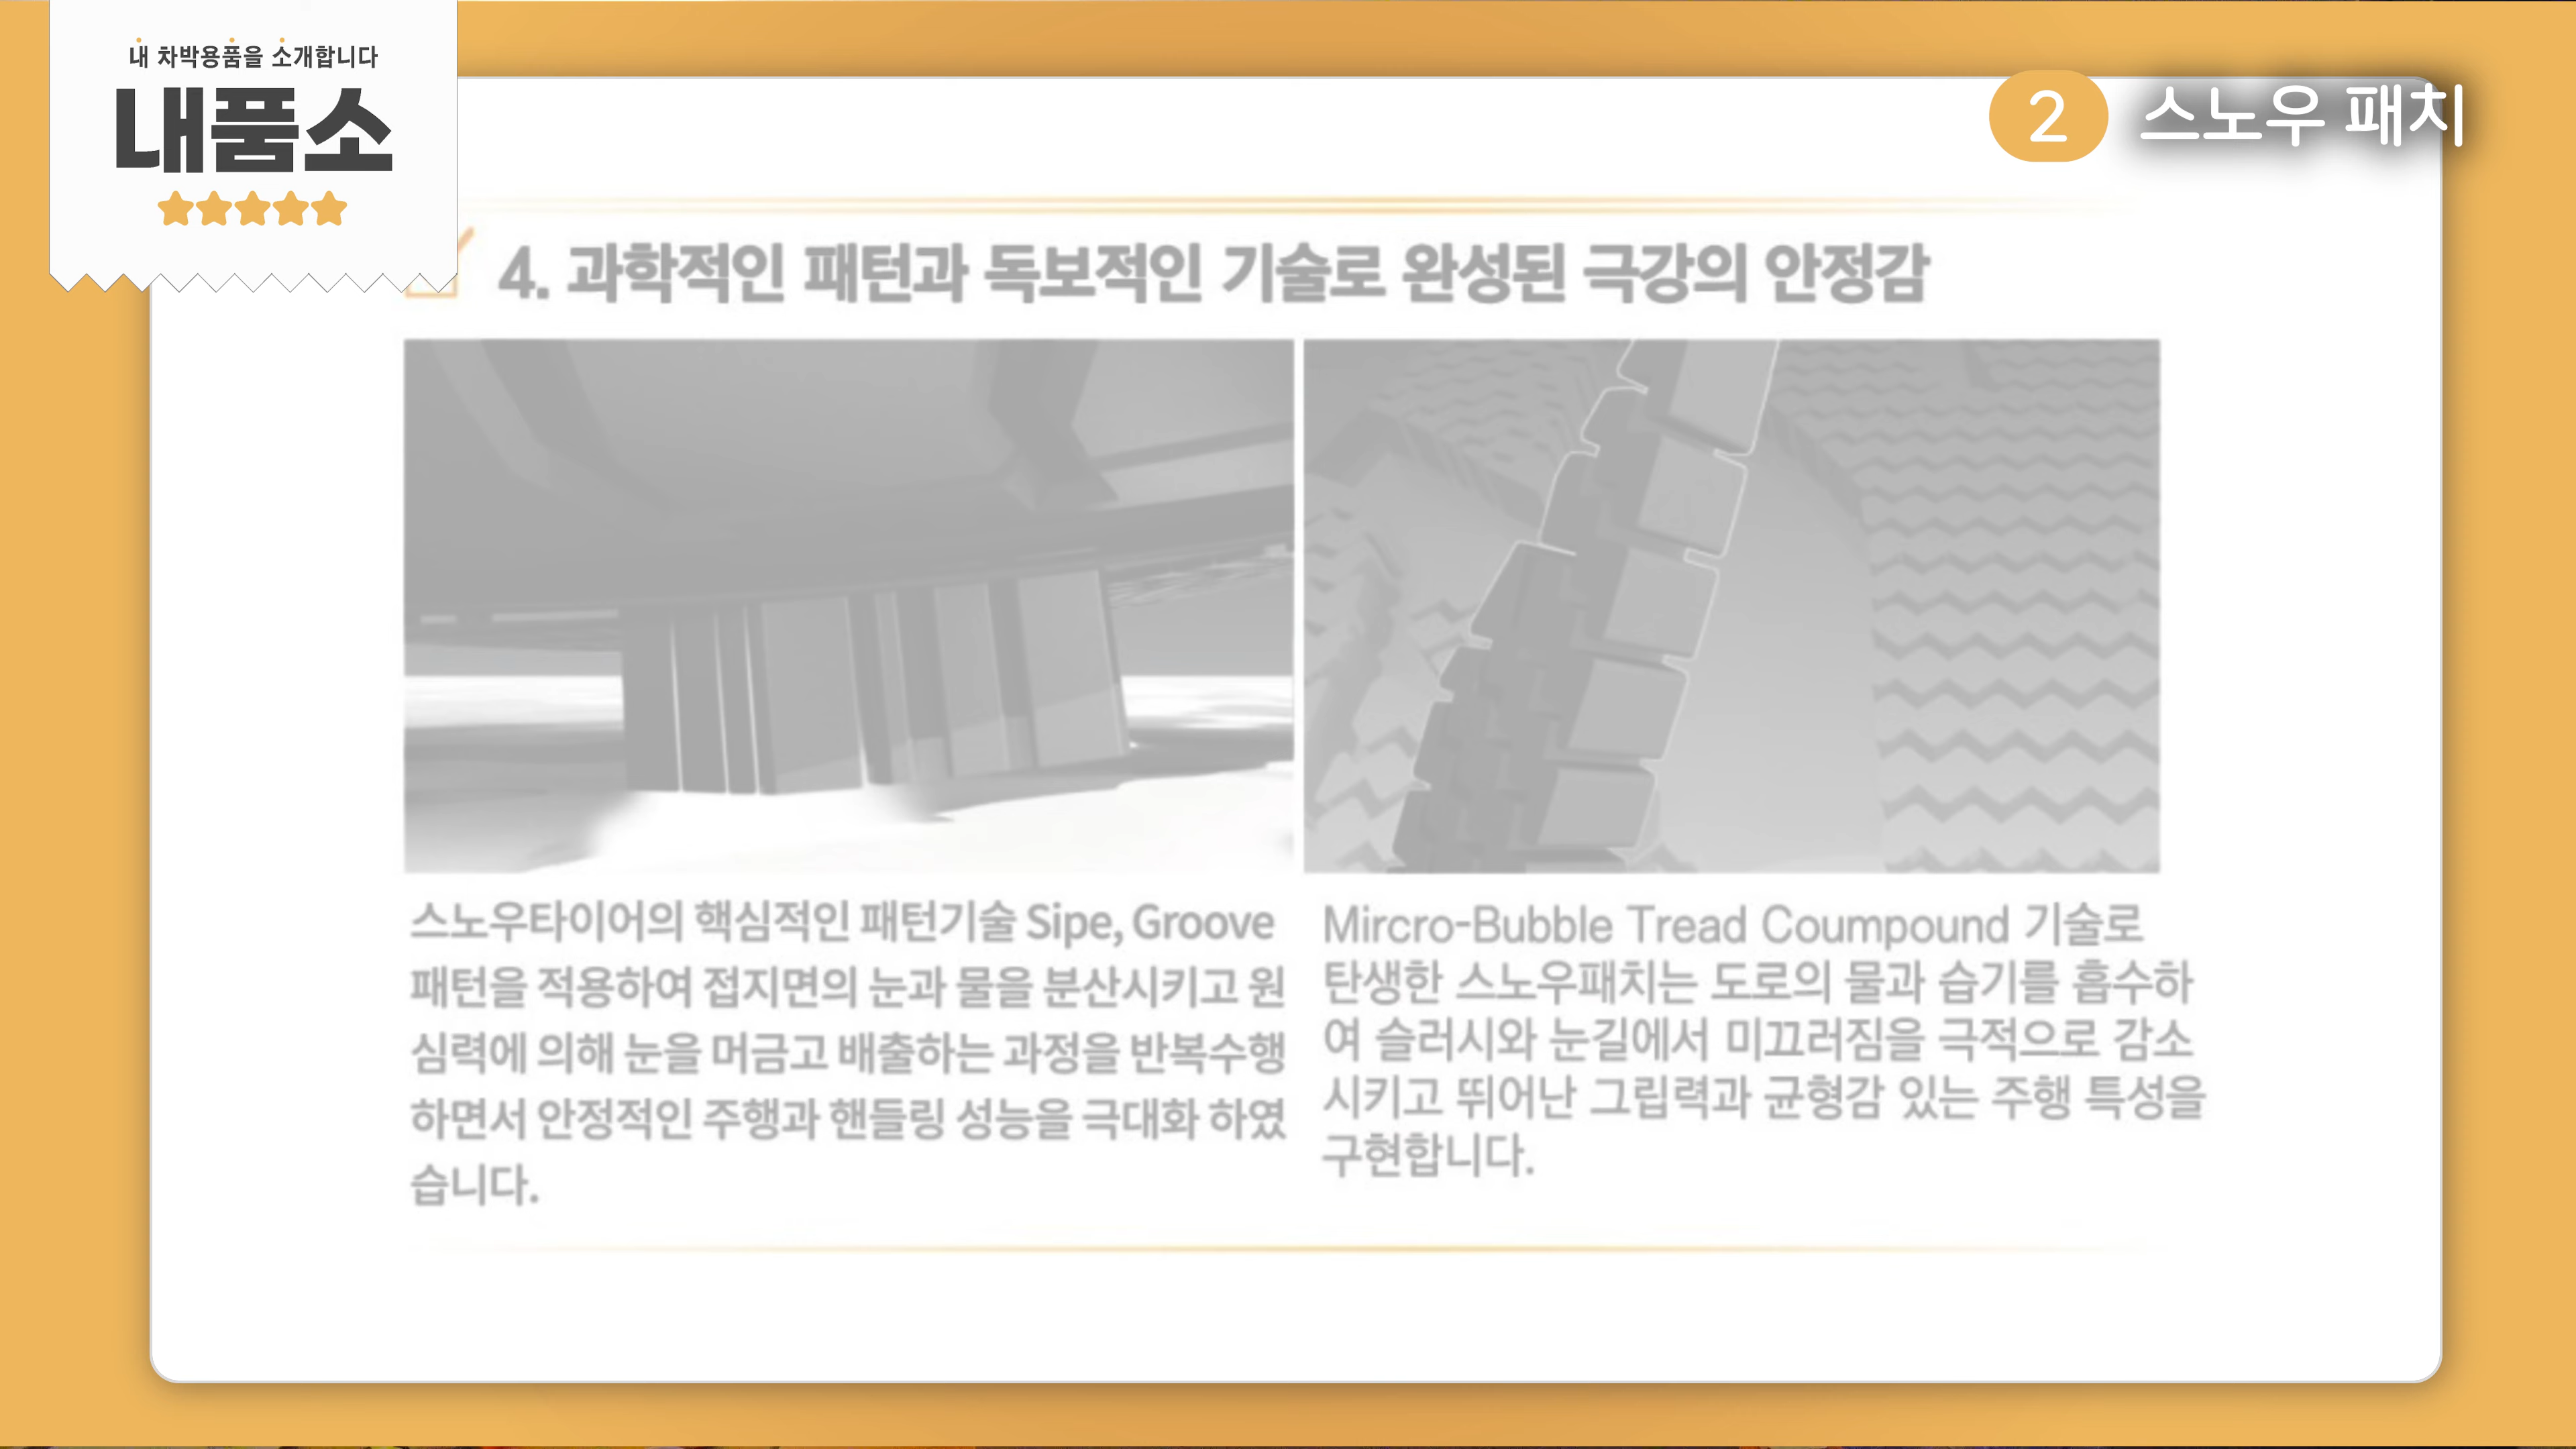 내 차박용품을 소개합니다
내품소
2 스노우 패치
4. 과학적인 패턴과 독보적인 기술로 완성된 극강의 안정감
스노우타이어의 핵심적인 패턴기술 Sipe, Groove
패턴을 적용하여 접지면의 눈과 물을 분산시키고 원
심력에 의해 눈을 머금고 배출하는 과정을 반복수행
하면서 안정적인 주행과 핸들링 성능을 극대화 하였
습니다.
Mircro-Bubble Tread Coumpound 기술로
탄생한 스노우패치는 도로의 물과 습기를 흡수하
여 슬러시와 눈길에서 미끄러짐을 극적으로 감소
시키고 뛰어난 그립력과 균형감 있는 주행 특성을
구현합니다.